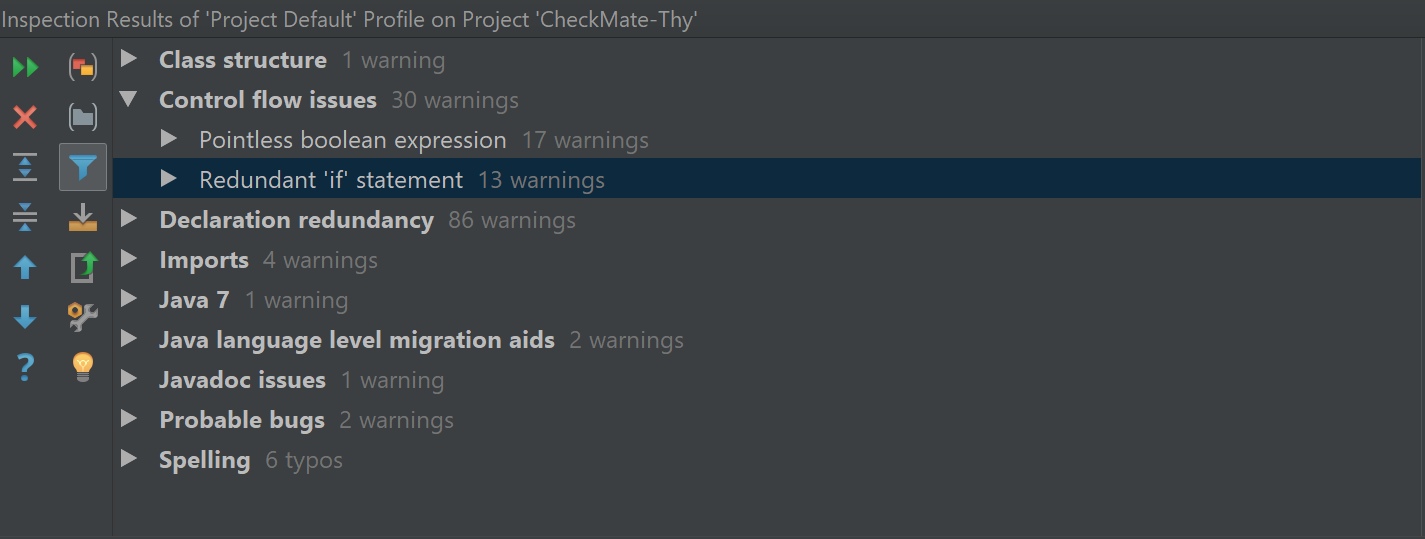 Inspection Results of 'Project Default' Profile on Project 'CheckMate-Thy'
Class structure 1 warning
Control flow issues 30 warnings
Pointless boolean expression 17 warnings
Redundant 'if' statement 13 warnings
Declaration redundancy 86 warnings
Imports 4 warnings
Java 7 1 warning
Java language level migration aids 2 warnings
Javadoc issues 1 warning
Probable bugs 2 warnings
Spelling 6 typos